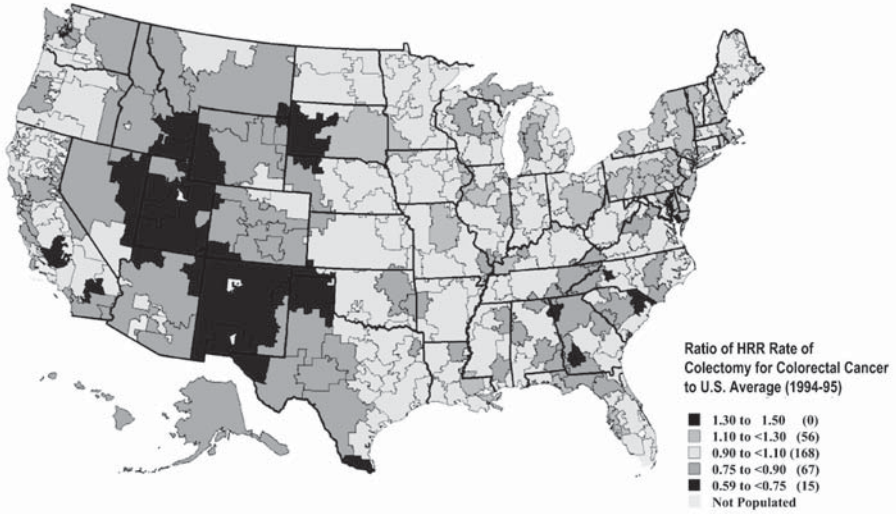 Ratio of HRR Rate of
Colectomy for Colorectal Cancer
to U.S. Average (1994-95)
1.30 to 1.50 (0)
1.10 to <1.30 (56)
0.90 to <1.10 (168)
0.75 to <0.90 (67)
0.59 to <0.75 (15)
Not Populated